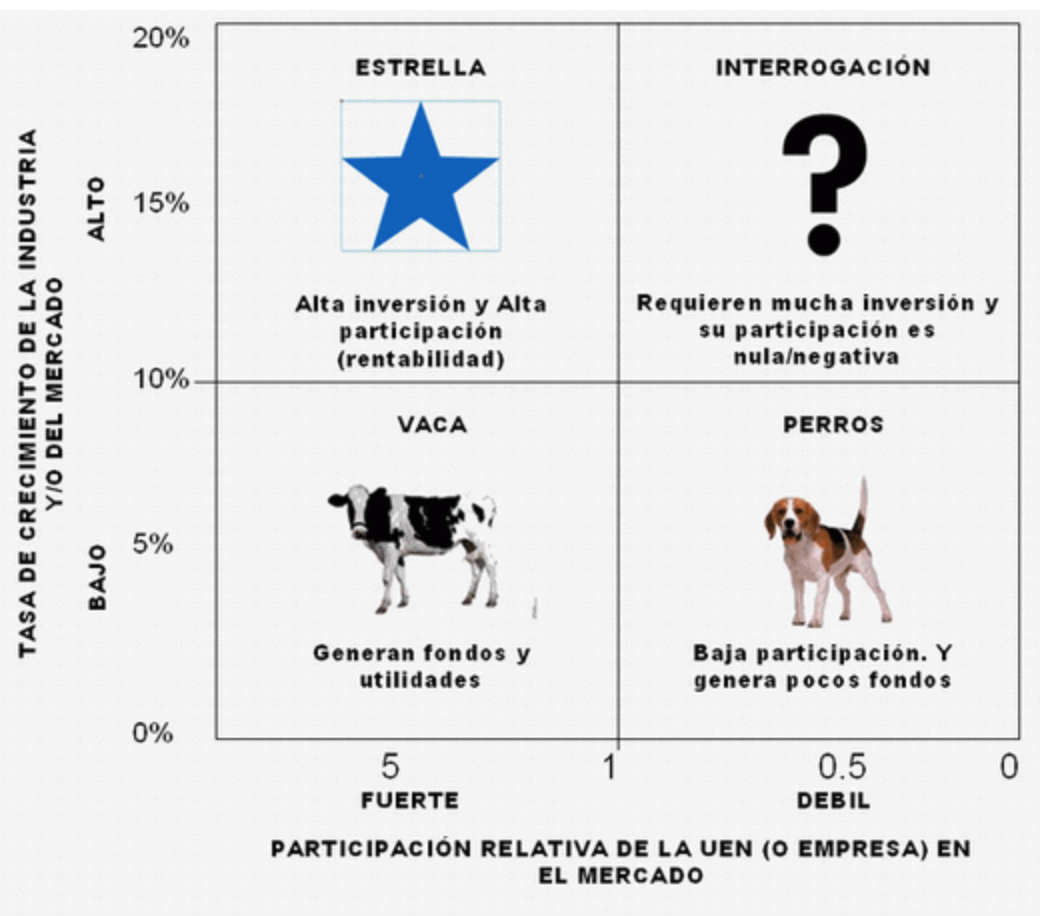 20%
ESTRELLA
INTERROGACIÓN
?
TASA DE CRECIMIENTO DE LA INDUSTRIA
Y/O DEL MERCADO
ALTO
15%
Alta inversión y Alta
participación
(rentabilidad)
Requieren mucha inversión y
su participación es
nula/negativa
10%
VACA
PERROS
BAJO
5%
Generan fondos y
utilidades
Baja participación. Y
genera pocos fondos
0%
5
1
0.5
0
FUERTE
DEBIL
PARTICIPACIÓN RELATIVA DE LA UEN (O EMPRESA) EN
EL MERCADO